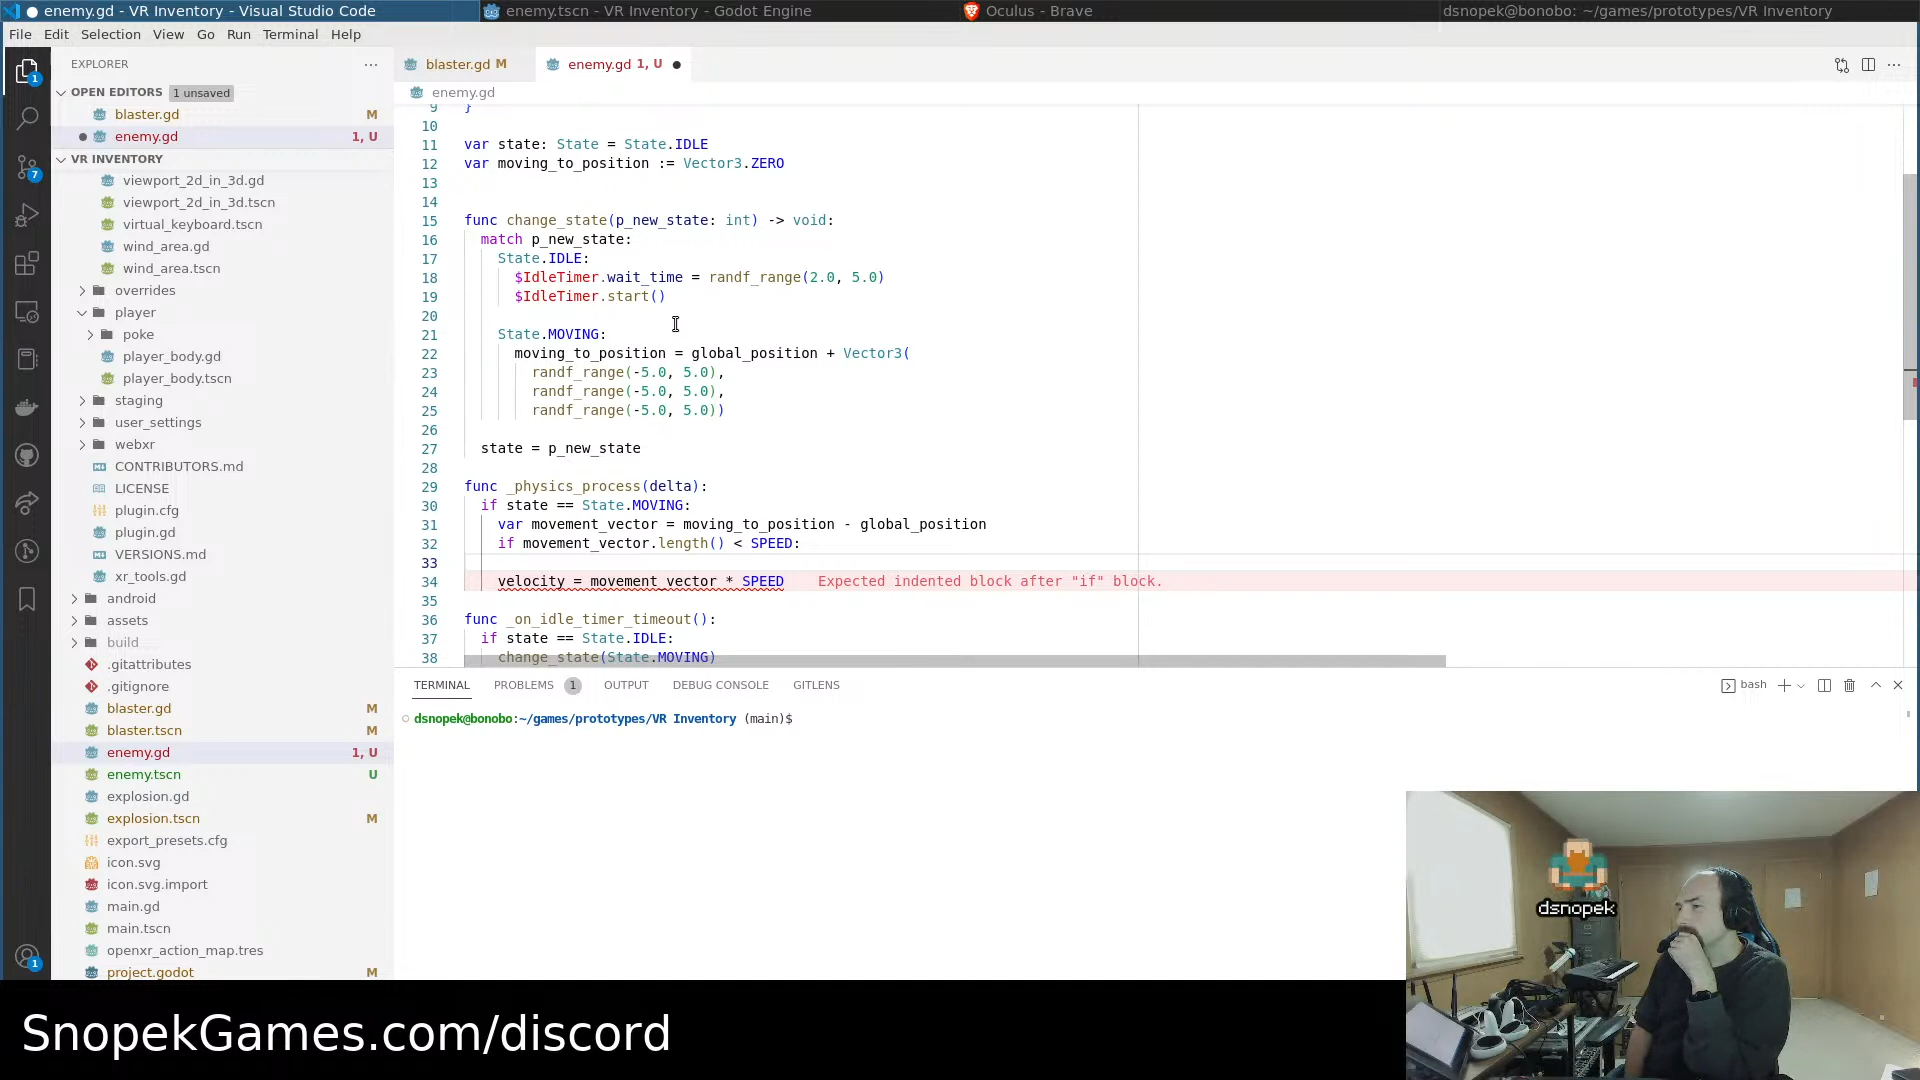 enemy.gd - VR Inventory - Visual Studio Code
enemy.tscn - VR Inventory - Godot Engine
Oculus - Brave
dsnopek@bonobo: ~/games/prototypes/VR Inventory
File Edit Selection View Go Run Terminal Help
EXPLORER
OPEN EDITORS 1 unsaved
blaster.gd M
enemy.gd 1, U
VR INVENTORY
viewport_2d_in_3d.gd
viewport_2d_in_3d.tscn
virtual_keyboard.tscn
wind_area.gd
wind_area.tscn
overrides
player
poke
player_body.gd
player_body.tscn
staging
user_settings
webxr
CONTRIBUTORS.md
LICENSE
plugin.cfg
plugin.gd
VERSIONS.md
xr_tools.gd
android
assets
build
.gitattributes
.gitignore
blaster.gd M
blaster.tscn M
enemy.gd 1, U
enemy.tscn U
explosion.gd
explosion.tscn M
export_presets.cfg
icon.svg
icon.svg.import
main.gd
main.tscn
openxr_action_map.tres
project.godot M
1
7
1
blaster.gd M
enemy.gd 1, U
enemy.gd
9 }
10
11 var state: State = State.IDLE
12 var moving_to_position := Vector3.ZERO
13
14
15 func change_state(p_new_state: int) -> void:
16 match p_new_state:
17 State.IDLE:
18 $IdleTimer.wait_time = randf_range(2.0, 5.0)
19 $IdleTimer.start()
20
21 State.MOVING:
22 moving_to_position = global_position + Vector3(
23 randf_range(-5.0, 5.0),
24 randf_range(-5.0, 5.0),
25 randf_range(-5.0, 5.0))
26
27 state = p_new_state
28
29 func _physics_process(delta):
30 if state == State.MOVING:
31 var movement_vector = moving_to_position - global_position
32 if movement_vector.length() < SPEED:
33
34 velocity = movement_vector * SPEED Expected indented block after "if" block.
35
36 func _on_idle_timer_timeout():
37 if state == State.IDLE:
38 change_state(State.MOVING)
TERMINAL PROBLEMS 1 OUTPUT DEBUG CONSOLE GITLENS
bash
dsnopek@bonobo:~/games/prototypes/VR Inventory (main)$
dsnopek
SnopekGames.com/discord